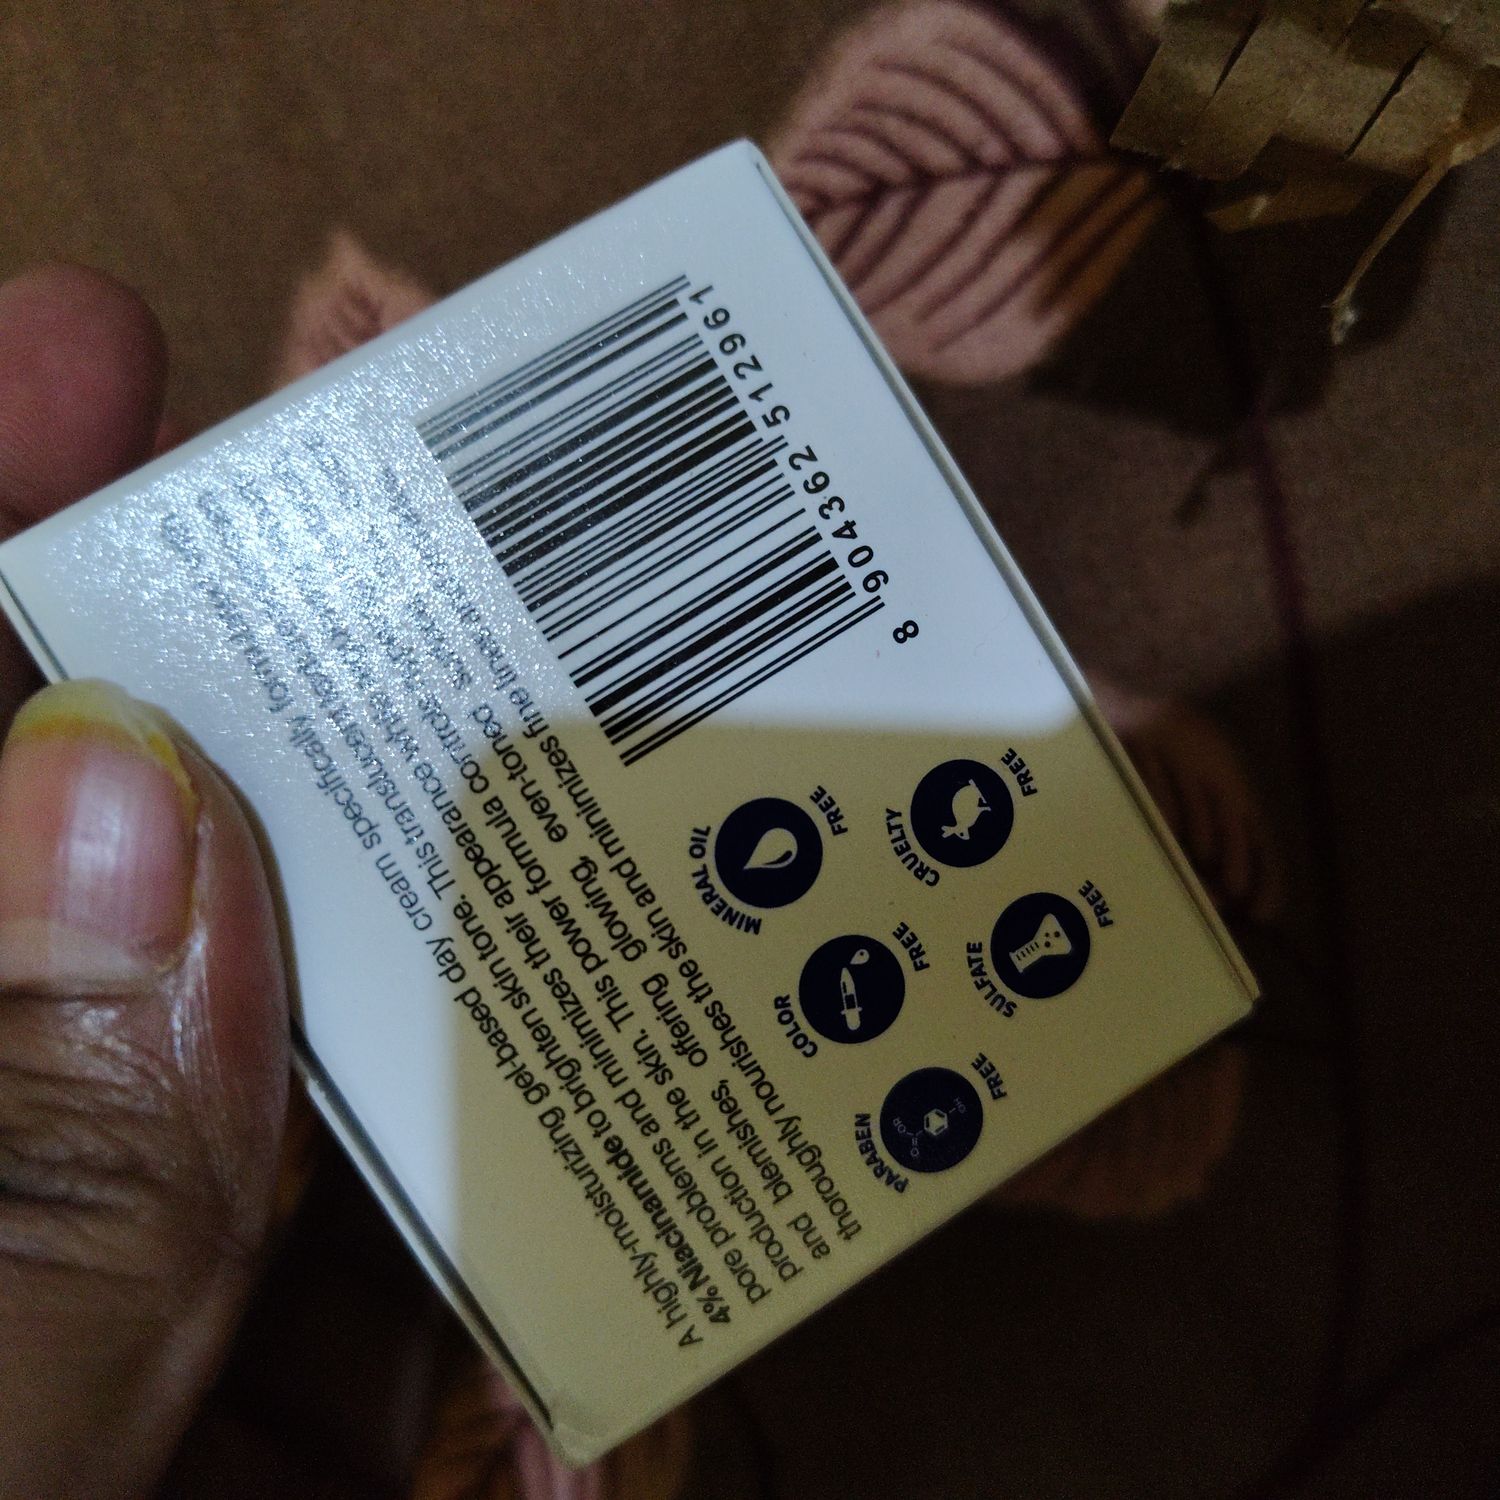 A highly-moisturizing gel-based day cream specifically
4% Niacinamide to brighten skin tone. This translucent
pore problems and minimizes their appearance
production in the skin. This power formula controls
and blemishes, offering glowing, even-toned
thoroughly nourishes the skin and minimizes fine lines and
8 904362 512961
MINERAL OIL FREE
CRUELTY FREE
COLOR FREE
SULFATE FREE
PARABEN FREE